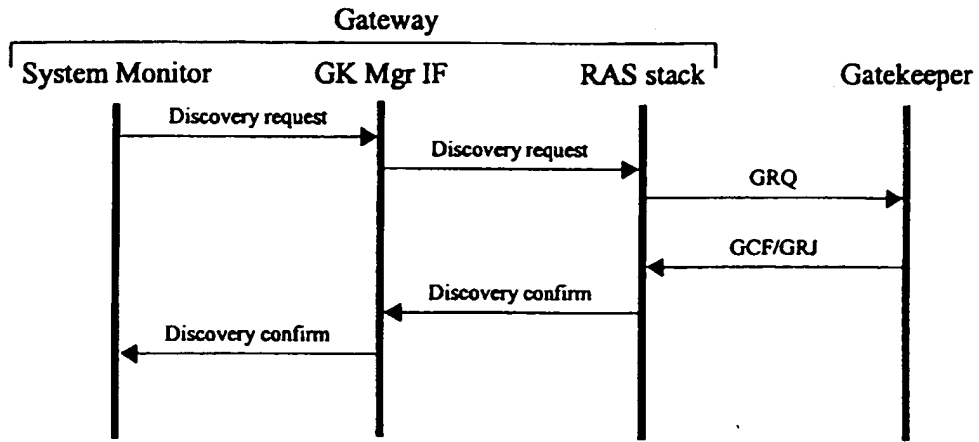 Gateway
System Monitor
GK Mgr IF
RAS stack
Gatekeeper
Discovery request
Discovery request
GRQ
GCF/GRJ
Discovery confirm
Discovery confirm